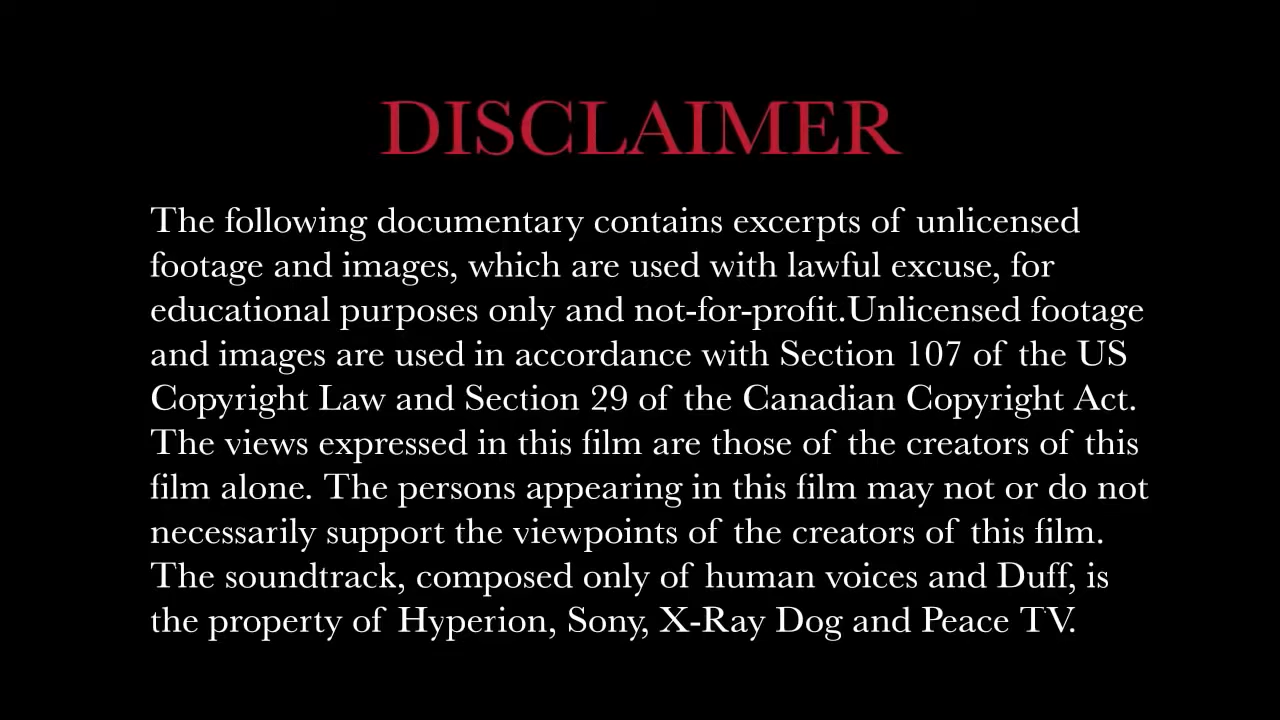 DISCLAIMER
The following documentary contains excerpts of unlicensed
footage and images, which are used with lawful excuse, for
educational purposes only and not-for-profit.Unlicensed footage
and images are used in accordance with Section 107 of the US
Copyright Law and Section 29 of the Canadian Copyright Act.
The views expressed in this film are those of the creators of this
film alone. The persons appearing in this film may not or do not
necessarily support the viewpoints of the creators of this film.
The soundtrack, composed only of human voices and Duff, is
the property of Hyperion, Sony, X-Ray Dog and Peace TV.